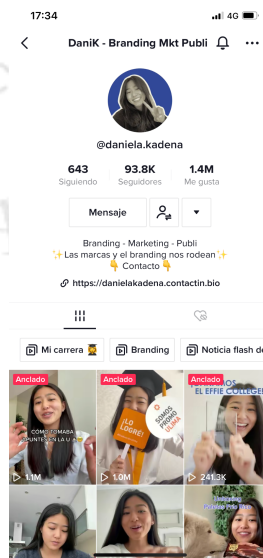 17:34
4G
DaniK - Branding Mkt Publi
@daniela.kadena
643
93.8K
1.4M
Siguiendo
Seguidores
Me gusta
Mensaje
Branding - Marketing - Publi
✨Las marcas y el branding nos rodean✨
👇 Contacto 👇
https://danielakadena.contactin.bio
Mi carrera 👩‍🎓
Branding
Noticia flash de
Anclado
CÓMO TOMABA
APUNTES EN LA U
1.1M
Anclado
¡LO
LOGRÉ!
SOMOS
PROMO
ULIMA
1.0M
Anclado
EL EFFIE COLLEGE
241.3K